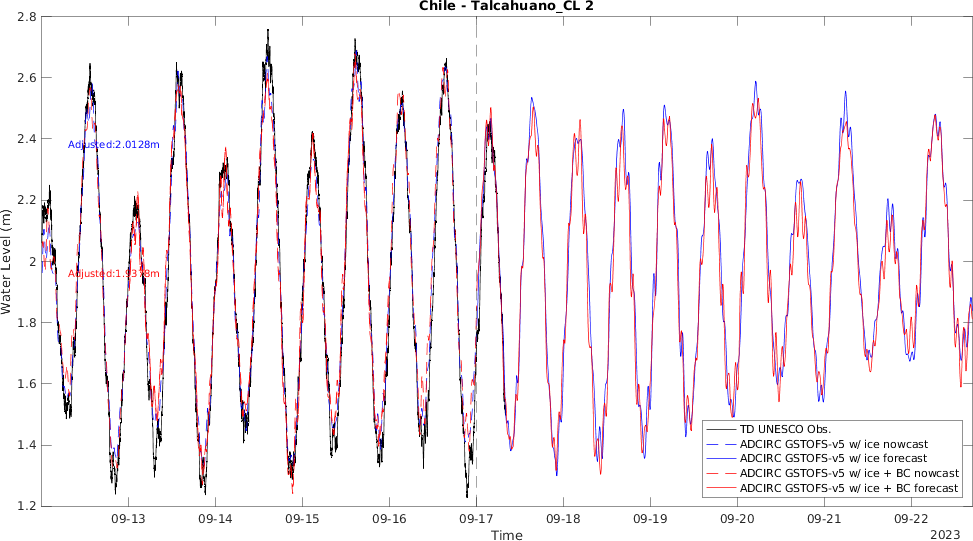 Chile - Talcahuano_CL 2
2.8
2.6
2.4
2.2
2
1.8
1.6
1.4
1.2
Water Level (m)
Adjusted:2.0128m
Adjusted:1.9378m
TD UNESCO Obs.
ADCIRC GSTOFS-v5 w/ ice nowcast
ADCIRC GSTOFS-v5 w/ ice forecast
ADCIRC GSTOFS-v5 w/ ice + BC nowcast
ADCIRC GSTOFS-v5 w/ ice + BC forecast
09-13 09-14 09-15 09-16 09-17 09-18 09-19 09-20 09-21 09-22
Time
2023